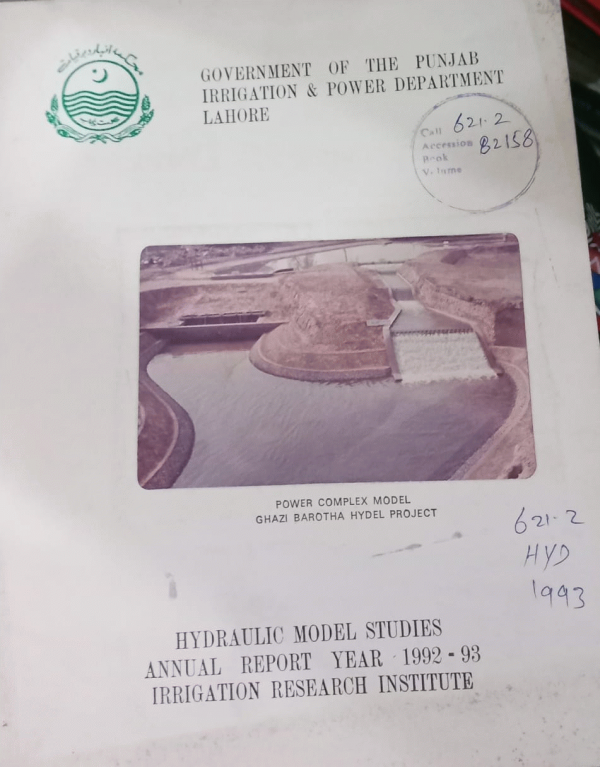 GOVERNMENT OF THE PUNJAB
IRRIGATION & POWER DEPARTMENT
LAHORE
Call 621.2
Accession 82158
Book
Volume
POWER COMPLEX MODEL
GHAZI BAROTHA HYDEL PROJECT
621.2
HYD
1993
HYDRAULIC MODEL STUDIES
ANNUAL REPORT YEAR 1992-93
IRRIGATION RESEARCH INSTITUTE